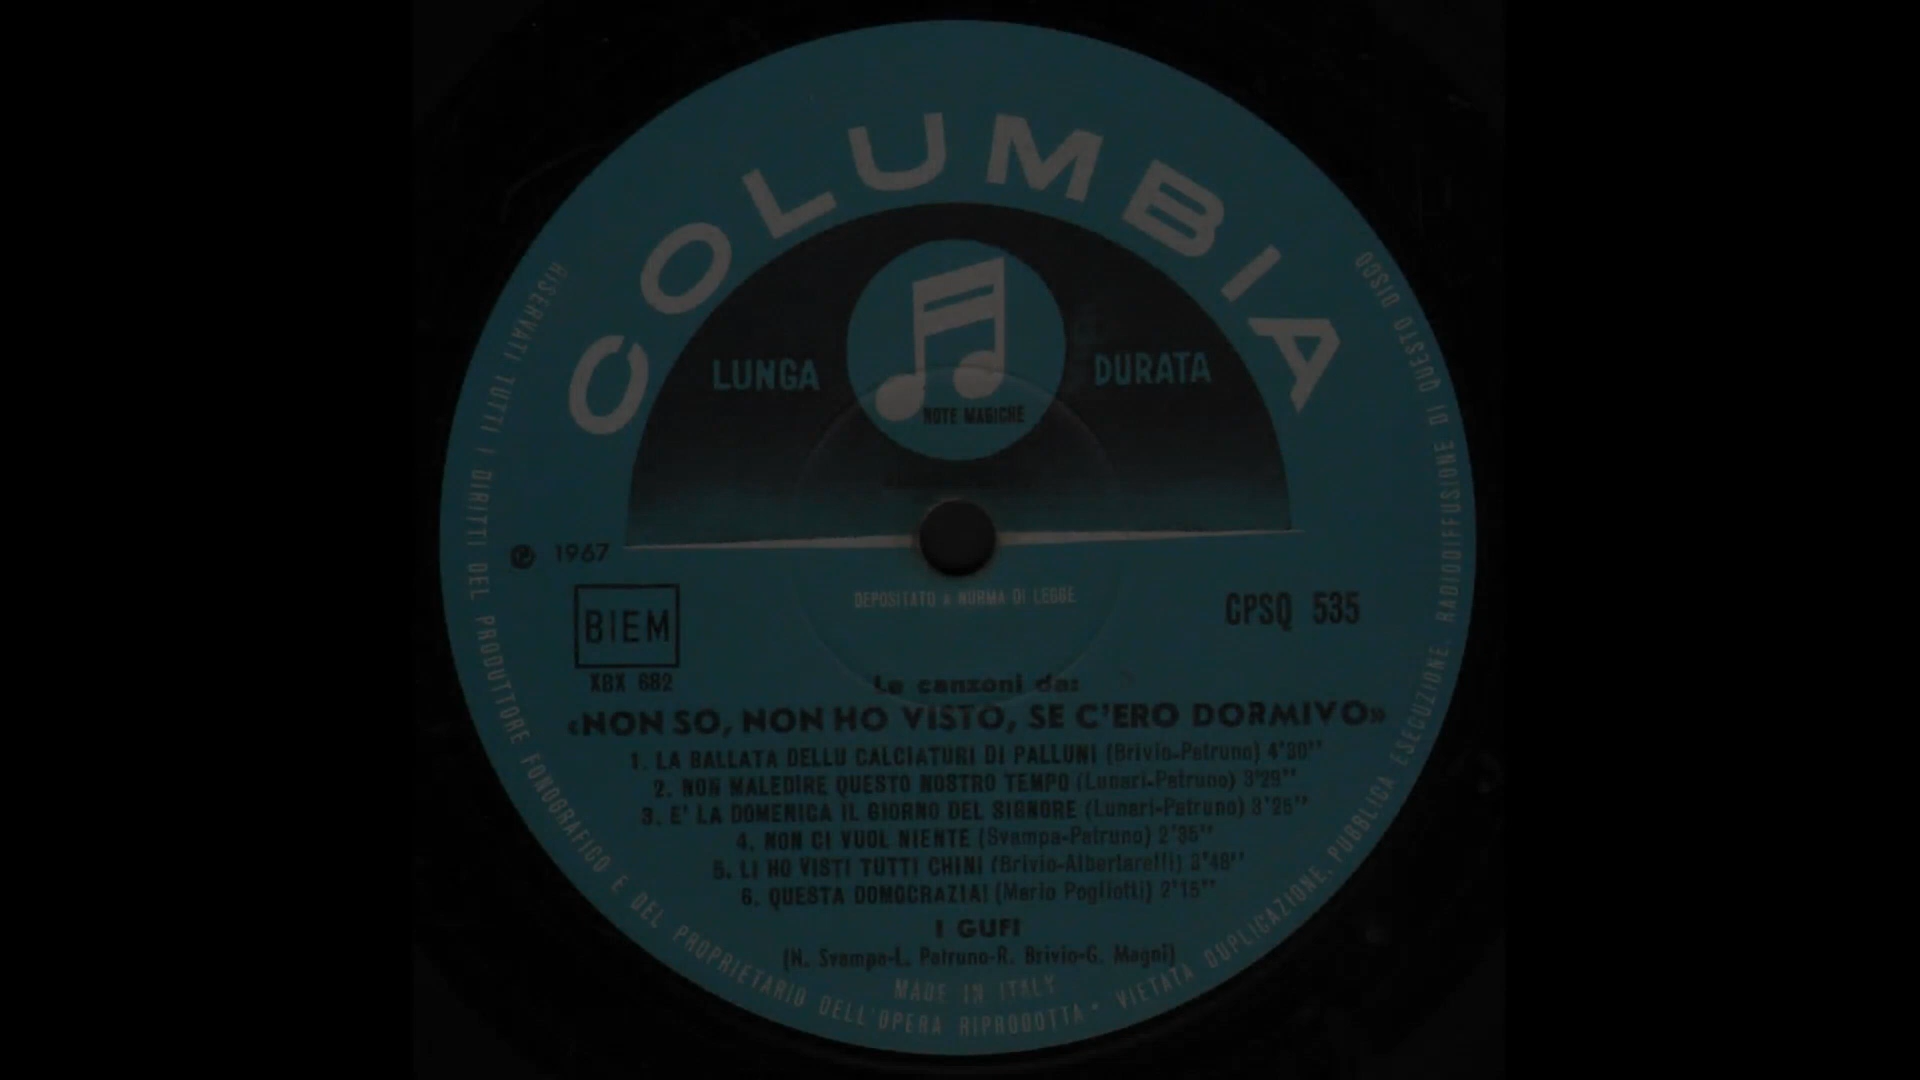 COLUMBIA
LUNGA
DURATA
NOTE MAGICHE
℗ 1967
BIEM
XBX 682
DEPOSITATO A NORMA DI LEGGE
CPSQ 535
Le canzoni da:
«NON SO, NON HO VISTO, SE C'ERO DORMIVO»
1. LA BALLATA DELLU CALCIATURI DI PALLUNI (Brivio-Patruno) 4'30''
2. NON MALEDIRE QUESTO NOSTRO TEMPO (Lunari-Patruno) 3'29''
3. E' LA DOMENICA IL GIORNO DEL SIGNORE (Lunari-Patruno) 3'25''
4. NON CI VUOL NIENTE (Svampa-Patruno) 2'35''
5. LI HO VISTI TUTTI CHINI (Brivio-Albertarelli) 3'48''
6. QUESTA DOMOCRAZIA! (Mario Pogliotti) 2'15''
I GUFI
(N. Svampa-L. Patruno-R. Brivio-G. Magni)
MADE IN ITALY
RISERVATI TUTTI I DIRITTI DEL PRODUTTORE FONOGRAFICO E DEL PROPRIETARIO DELL'OPERA RIPRODOTTA • VIETATA DUPLICAZIONE, PUBBLICA ESECUZIONE, RADIODIFFUSIONE DI QUESTO DISCO